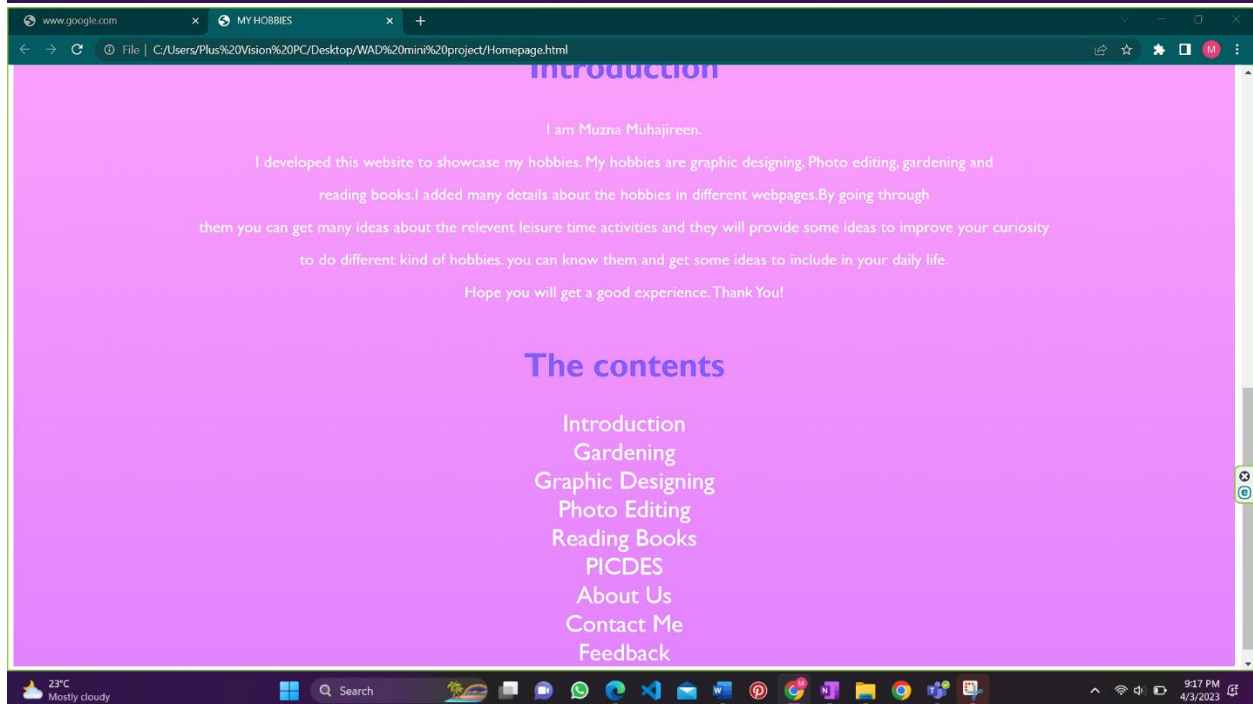 www.google.com
MY HOBBIES
File | C:/Users/Plus%20Vision%20PC/Desktop/WAD%20mini%20project/Homepage.html
M
Introduction
I am Muzna Muhajireen.
I developed this website to showcase my hobbies. My hobbies are graphic designing, Photo editing, gardening and
reading books.I added many details about the hobbies in different webpages.By going through
them you can get many ideas about the relevent leisure time activities and they will provide some ideas to improve your curiosity
to do different kind of hobbies. you can know them and get some ideas to include in your daily life.
Hope you will get a good experience. Thank You!
The contents
Introduction
Gardening
Graphic Designing
Photo Editing
Reading Books
PICDES
About Us
Contact Me
Feedback
23°C
Mostly cloudy
Search
9:17 PM
4/3/2023